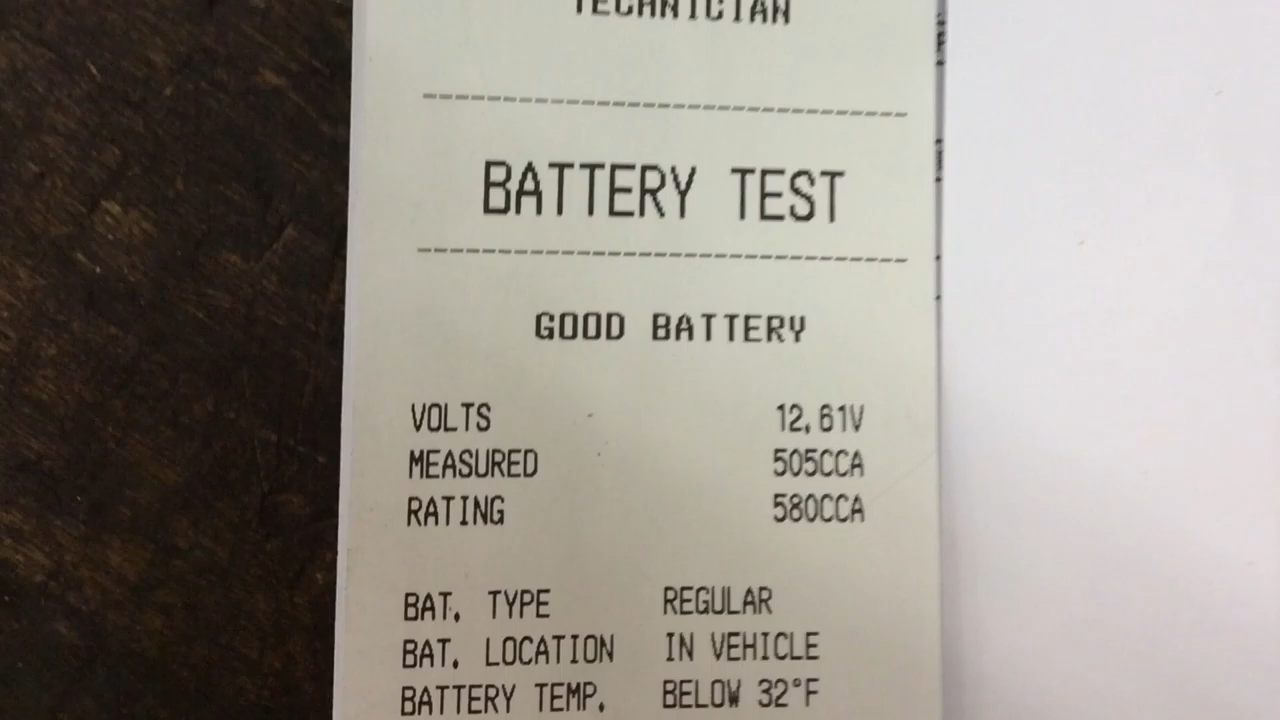 TECHNICIAN
--------------------------------
BATTERY TEST
--------------------------------
GOOD BATTERY
VOLTS 12.61V
MEASURED 505CCA
RATING 580CCA
BAT. TYPE REGULAR
BAT. LOCATION IN VEHICLE
BATTERY TEMP. BELOW 32°F